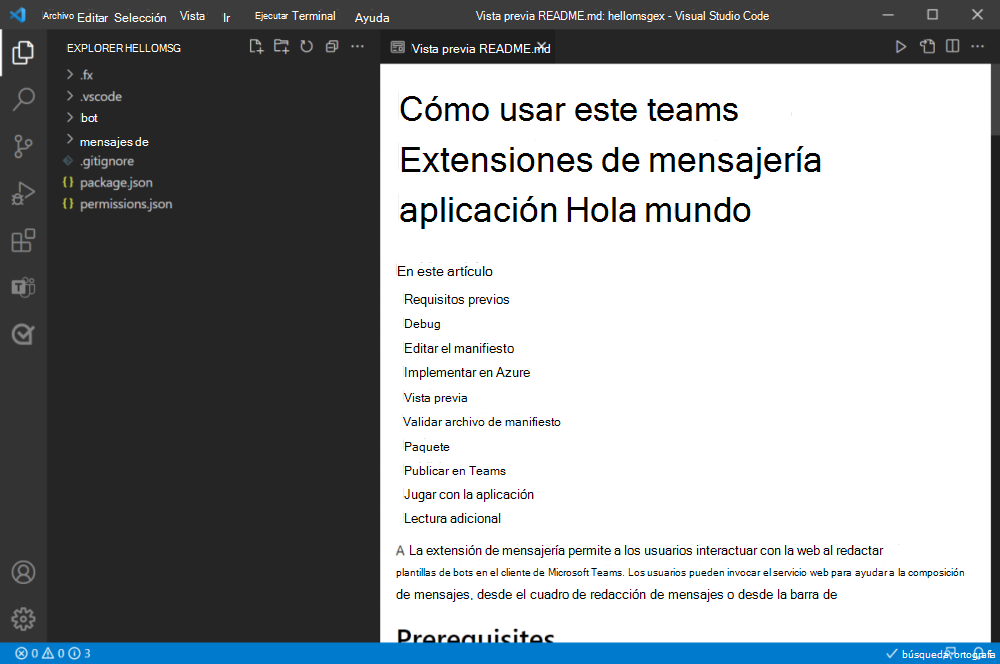 Archivo Editar Selección Vista Ir Ejecutar Terminal Ayuda Vista previa README.md: hellomsgex - Visual Studio Code
EXPLORER HELLOMSG
Vista previa README.md
.fx
.vscode
bot
mensajes de
.gitignore
package.json
permissions.json
Cómo usar este teams
Extensiones de mensajería
aplicación Hola mundo
En este artículo
Requisitos previos
Debug
Editar el manifiesto
Implementar en Azure
Vista previa
Validar archivo de manifiesto
Paquete
Publicar en Teams
Jugar con la aplicación
Lectura adicional
A La extensión de mensajería permite a los usuarios interactuar con la web al redactar
plantillas de bots en el cliente de Microsoft Teams. Los usuarios pueden invocar el servicio web para ayudar a la composición
de mensajes, desde el cuadro de redacción de mensajes o desde la barra de
Prerequisites
0 0 3
búsqueda, ortografía